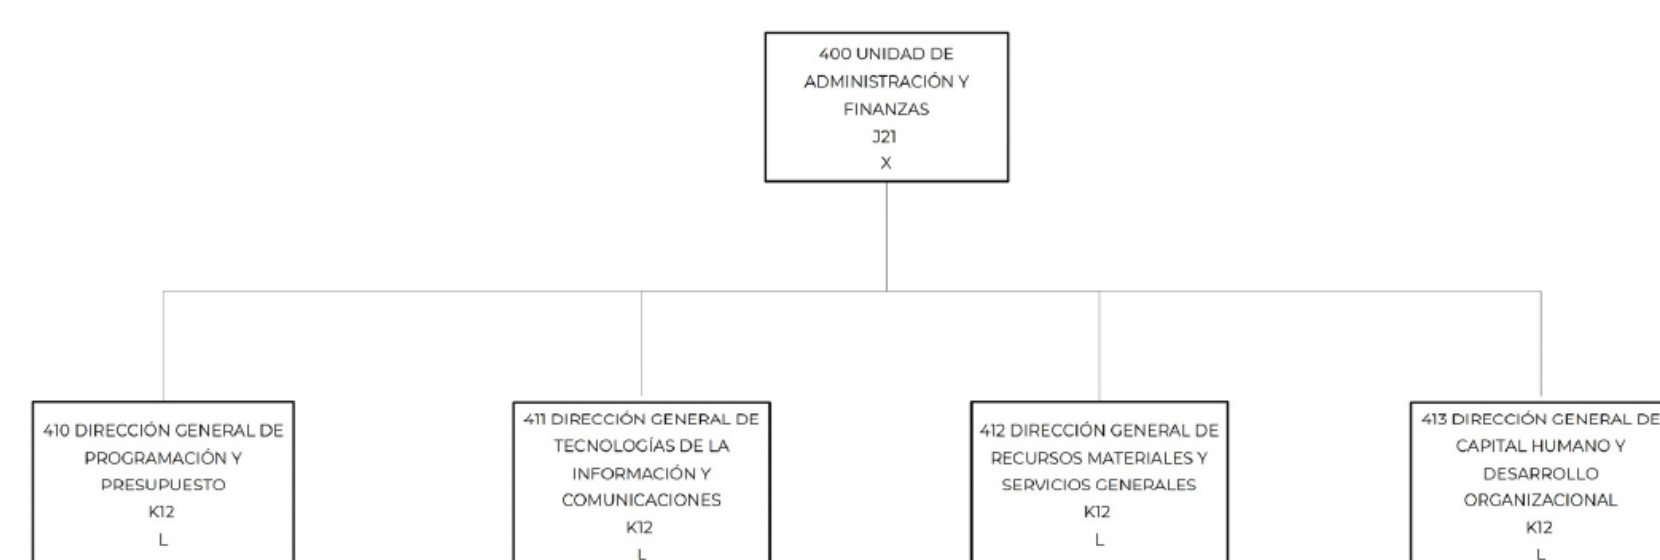 400 UNIDAD DE
ADMINISTRACIÓN Y
FINANZAS
J21
X
410 DIRECCIÓN GENERAL DE
PROGRAMACIÓN Y
PRESUPUESTO
K12
L
411 DIRECCIÓN GENERAL DE
TECNOLOGÍAS DE LA
INFORMACIÓN Y
COMUNICACIONES
K12
L
412 DIRECCIÓN GENERAL DE
RECURSOS MATERIALES Y
SERVICIOS GENERALES
K12
L
413 DIRECCIÓN GENERAL DE
CAPITAL HUMANO Y
DESARROLLO
ORGANIZACIONAL
K12
L